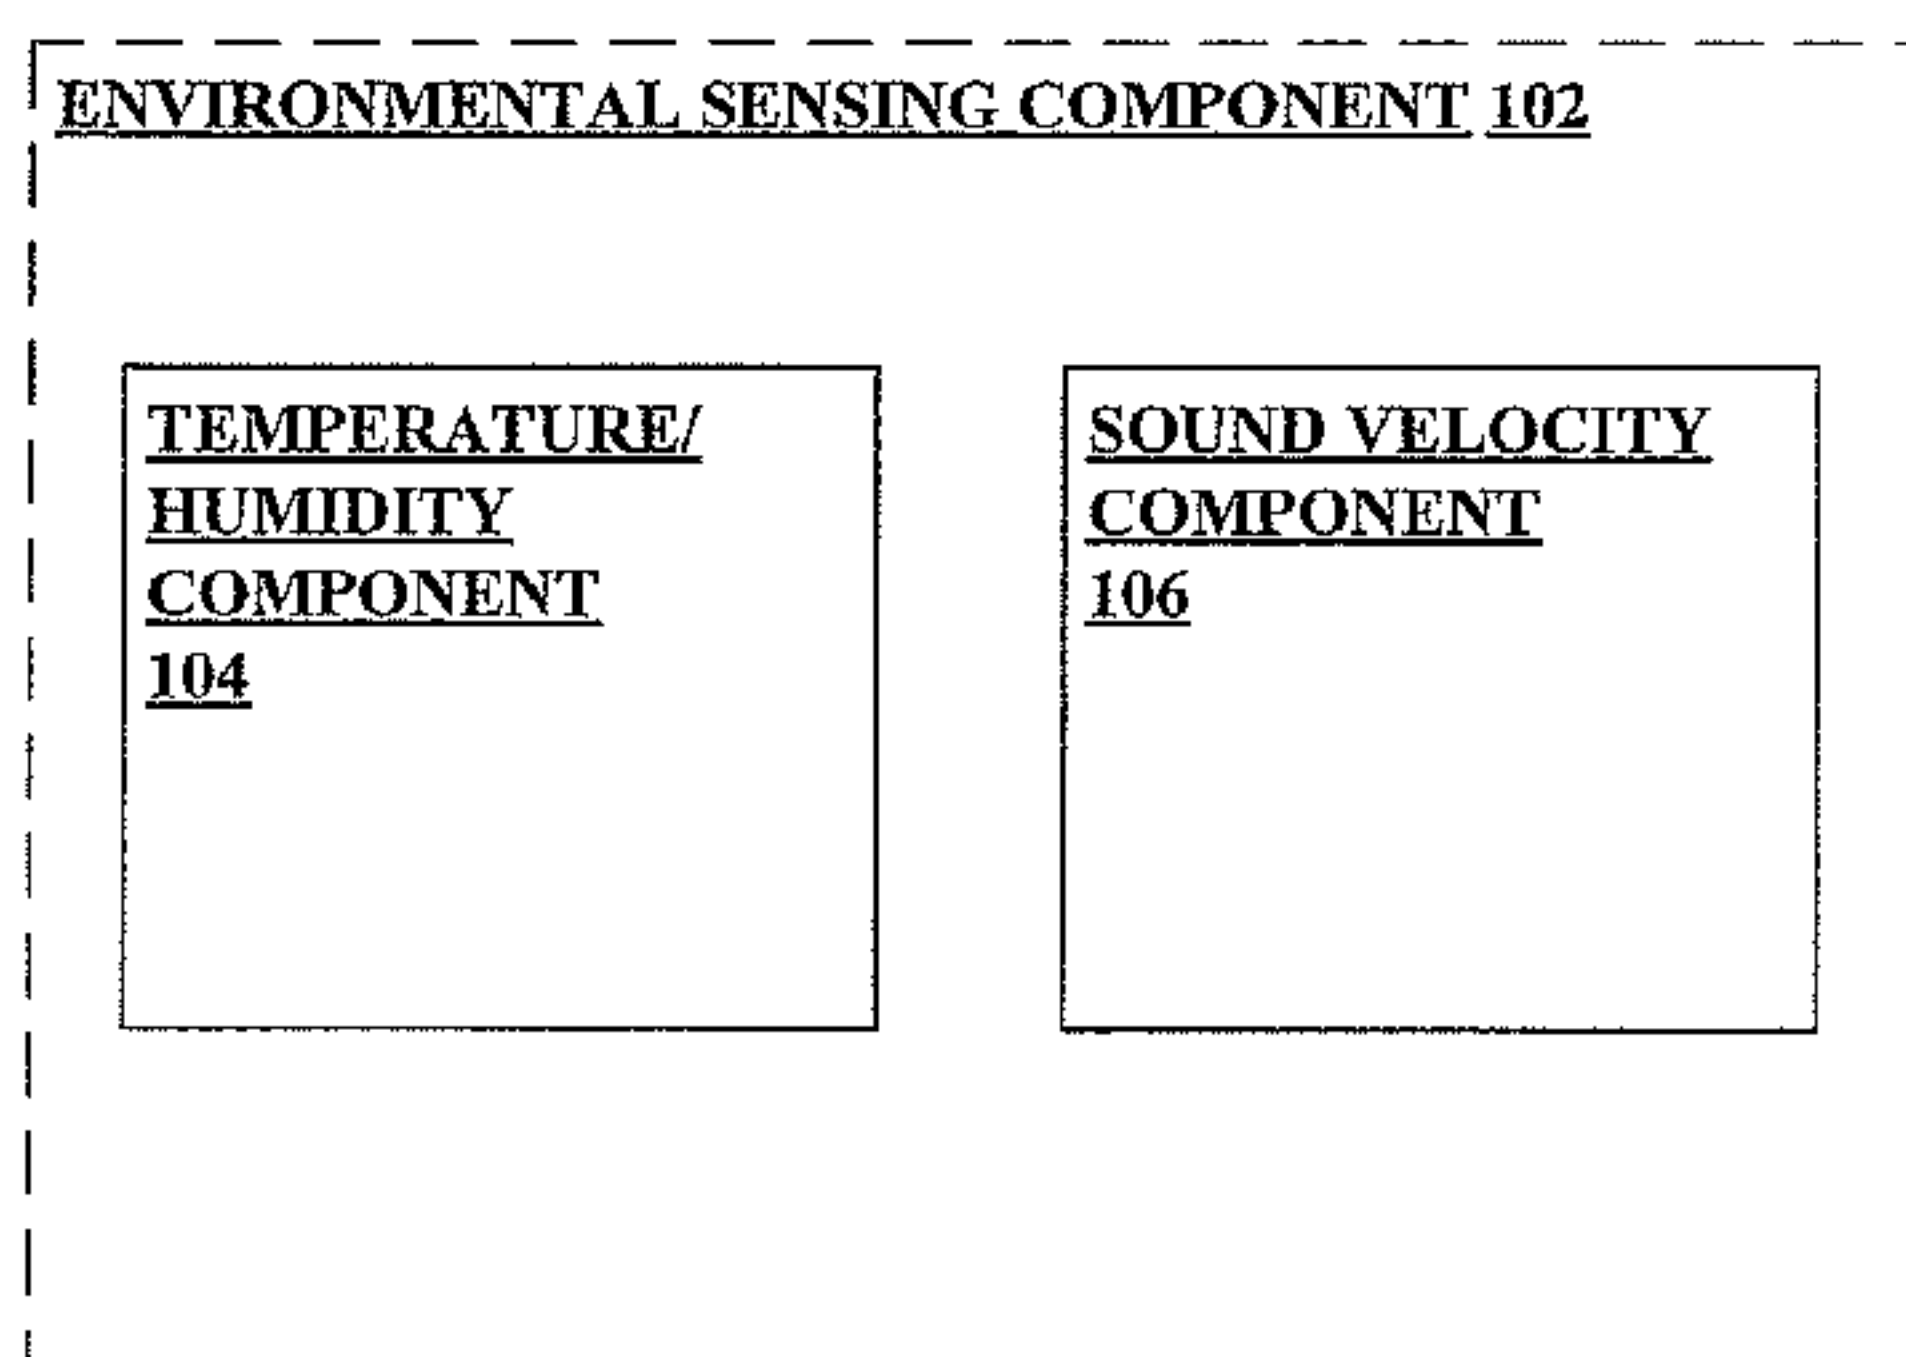 ENVIRONMENTAL SENSING COMPONENT 102
TEMPERATURE/
HUMIDITY
COMPONENT
104
SOUND VELOCITY
COMPONENT
106